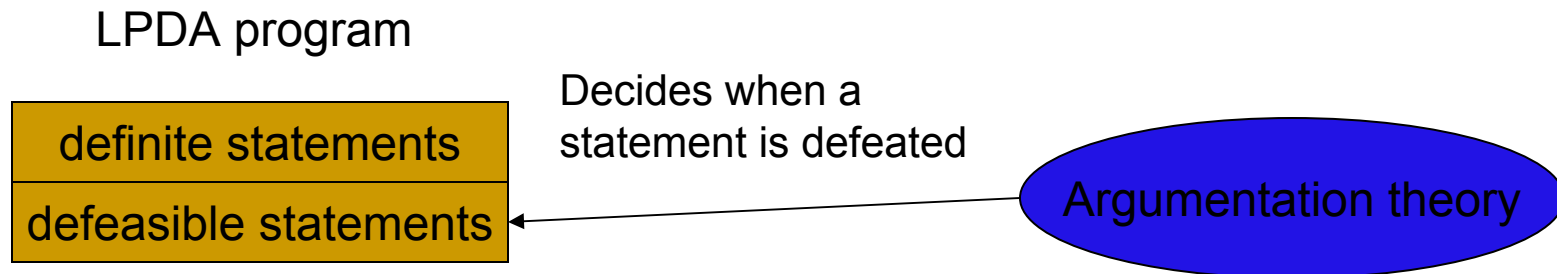 LPDA program
definite statements
defeasible statements
Decides when a
statement is defeated
Argumentation theory